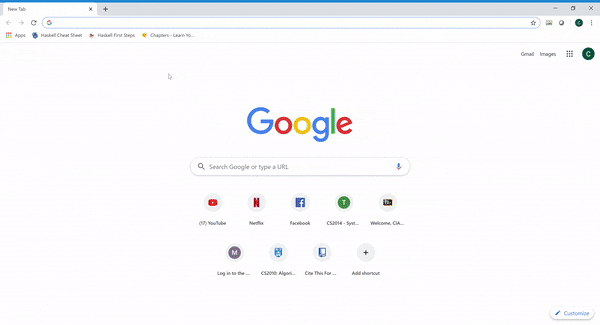 New Tab
Apps Haskell Cheat Sheet Haskell First Steps Chapters - Learn Yo...
Gmail Images
C
Google
Search Google or type a URL
(17) YouTube Netflix Facebook CS2014 – Syst... Welcome, CIA...
Log in to the ... CS2010: Algori... Cite This For ... Add shortcut
Customize